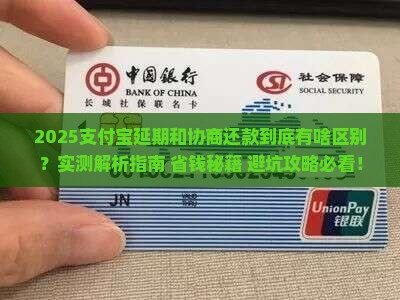 中国银行
BANK OF CHINA
长城 社保联名卡
社会保障
SOCIAL SECURITY
2025支付宝延期和协商还款到底有啥区别
？实测解析指南 省钱秘籍 避坑攻略必看！
JN
UnionPay
银联